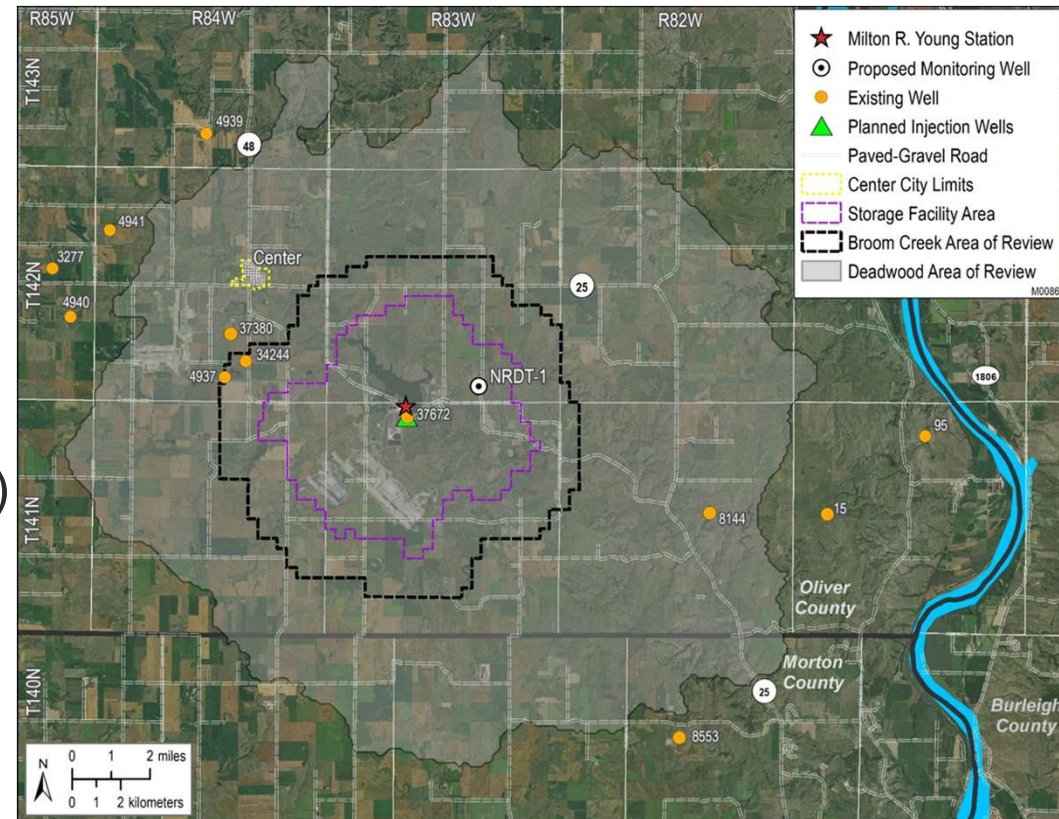 R85W
R84W
R83W
R82W
T143N
T142N
T141N
T140N
Milton R. Young Station
Proposed Monitoring Well
Existing Well
Planned Injection Wells
Paved-Gravel Road
Center City Limits
Storage Facility Area
Broom Creek Area of Review
Deadwood Area of Review
4939
48
4941
3277
Center
25
4940
37380
34244
4937
NRDT-1
1806
37672
95
8144
15
Oliver
County
Morton
County
25
Burleigh
County
8553
N
0 1 2 miles
0 1 2 kilometers
)